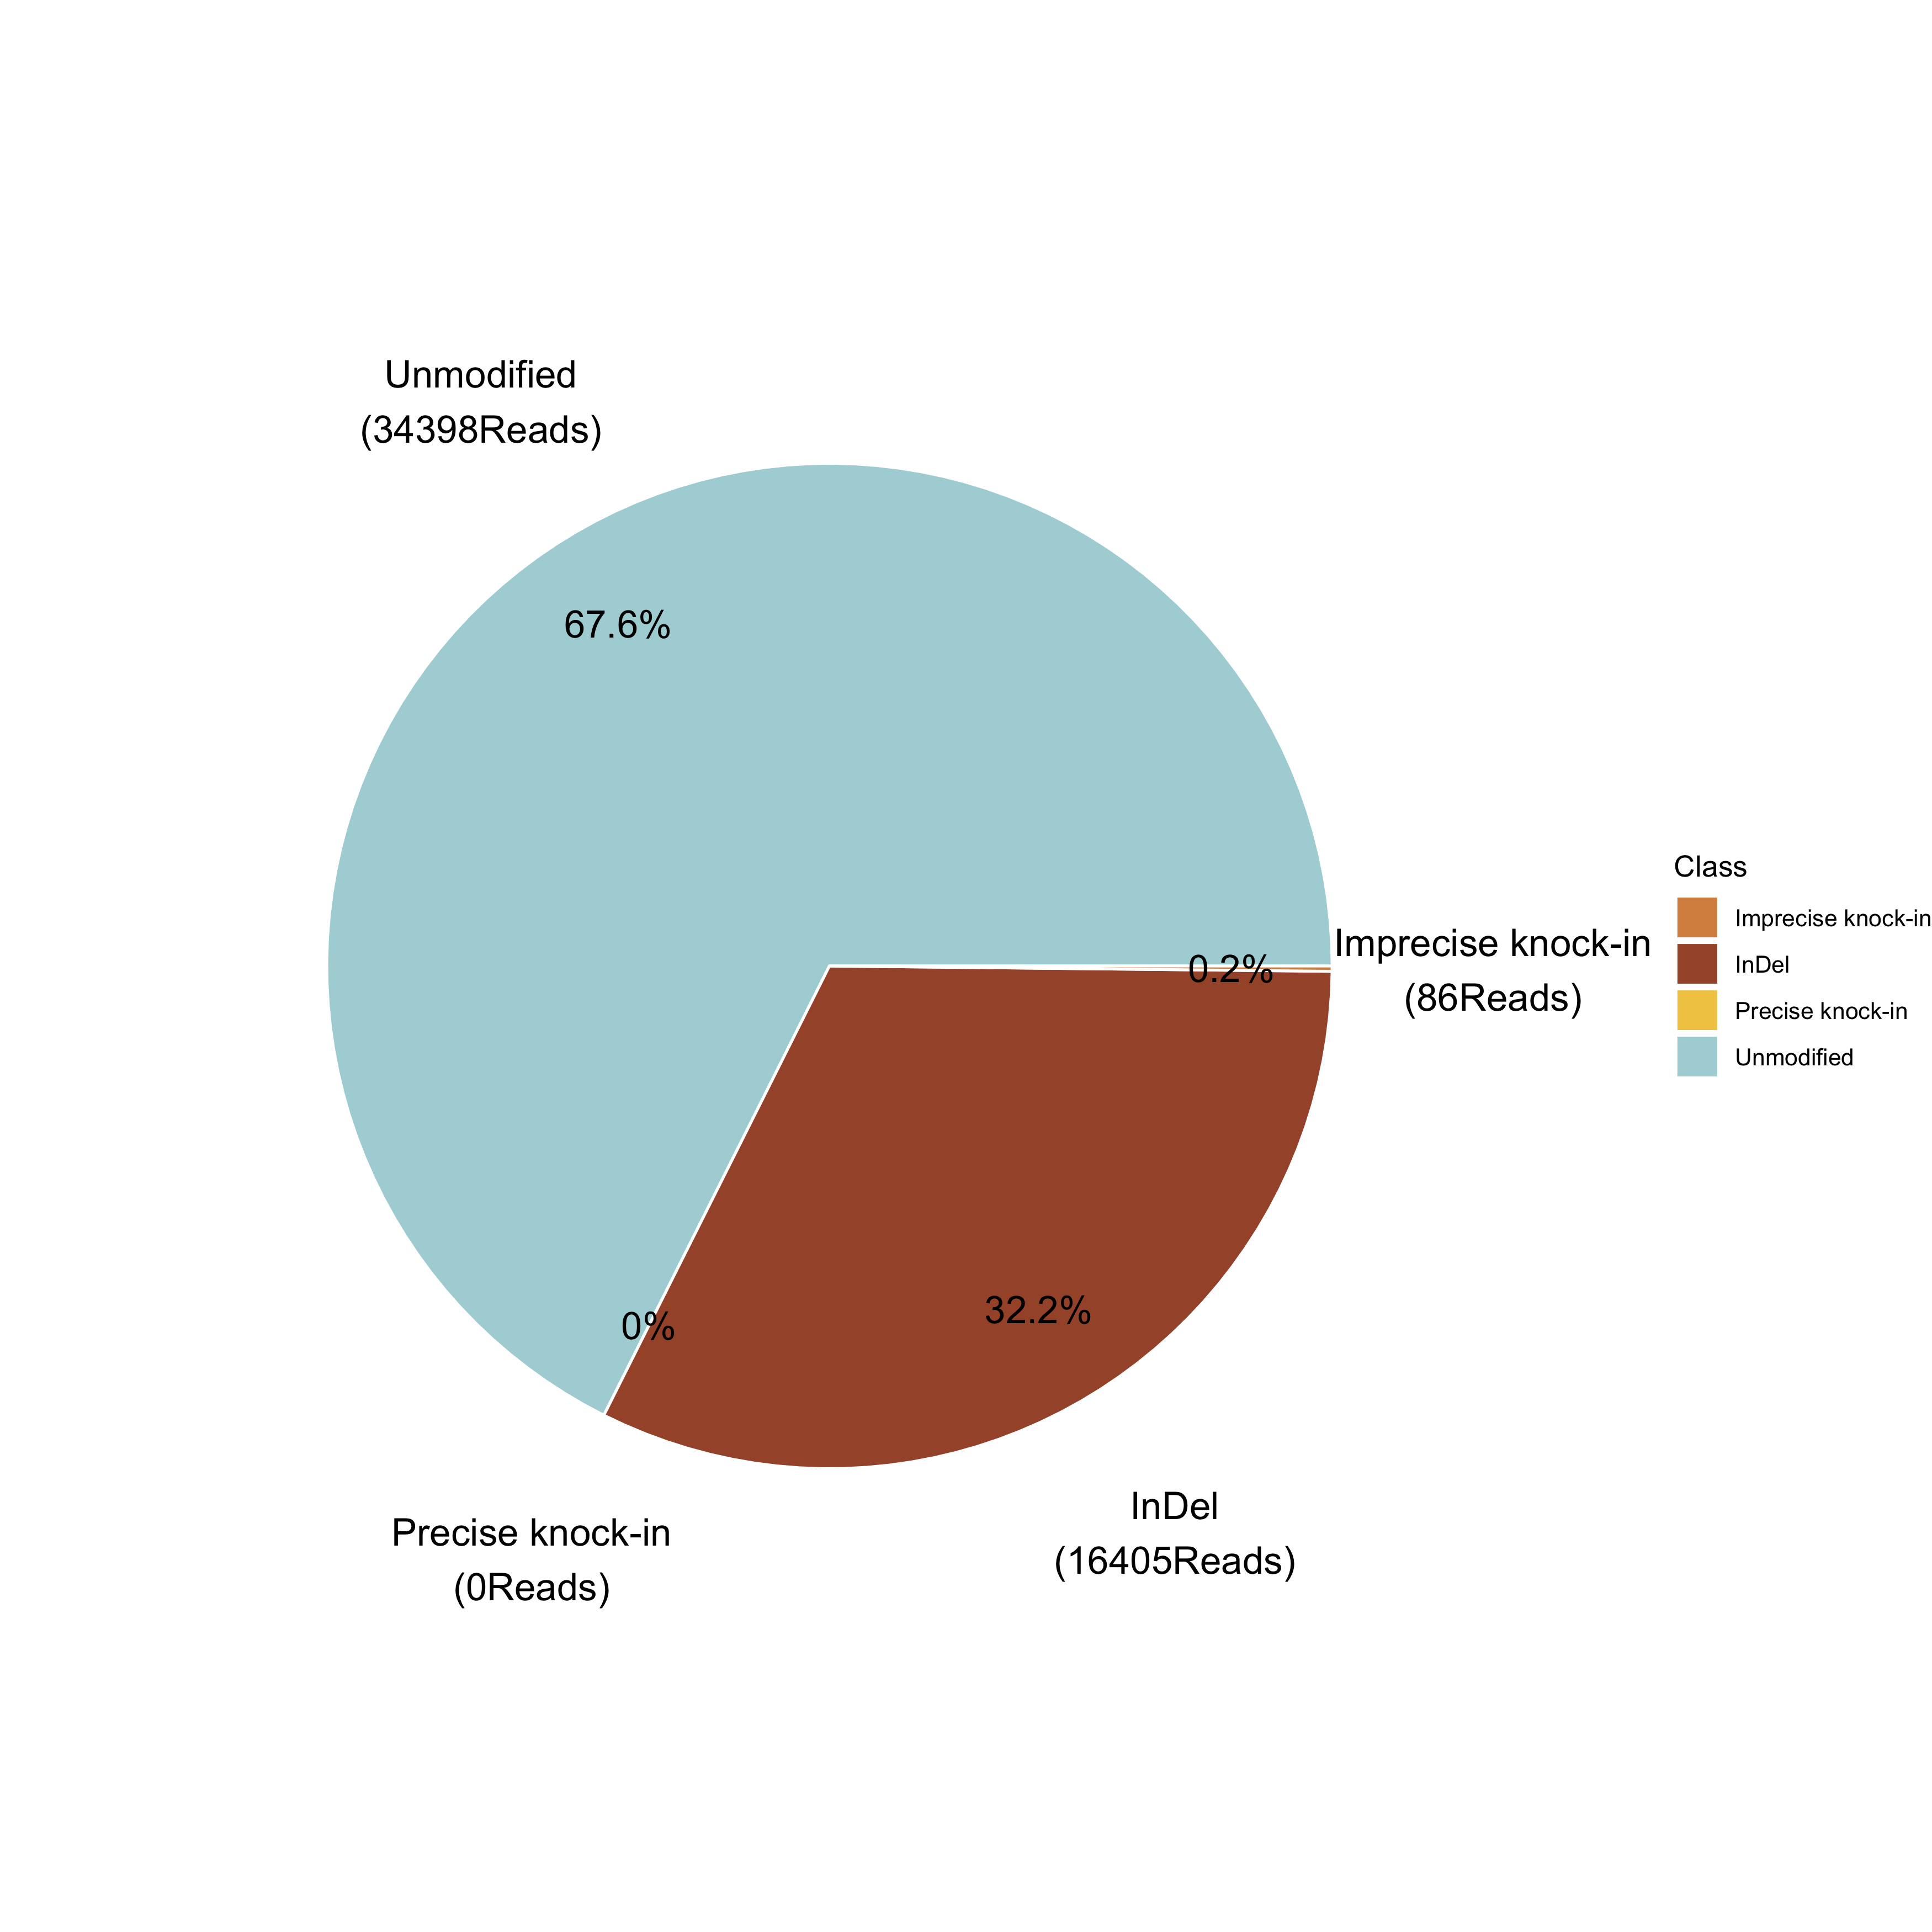 Unmodified
(34398Reads)
67.6%
Class
Imprecise knock-in
InDel
Precise knock-in
Unmodified
Imprecise knock-in
(86Reads)
0.2%
32.2%
0%
InDel
(16405Reads)
Precise knock-in
(0Reads)